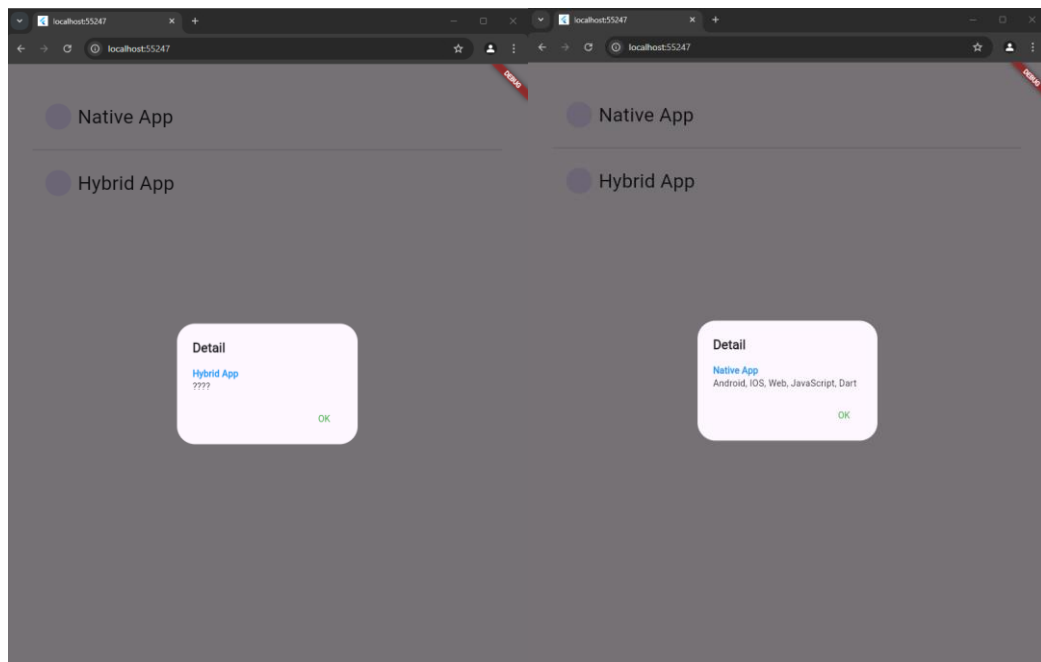 localhost:55247
localhost:55247
DEBUG
Native App
Hybrid App
Detail
Hybrid App
????
OK
localhost:55247
localhost:55247
DEBUG
Native App
Hybrid App
Detail
Native App
Android, IOS, Web, JavaScript, Dart
OK